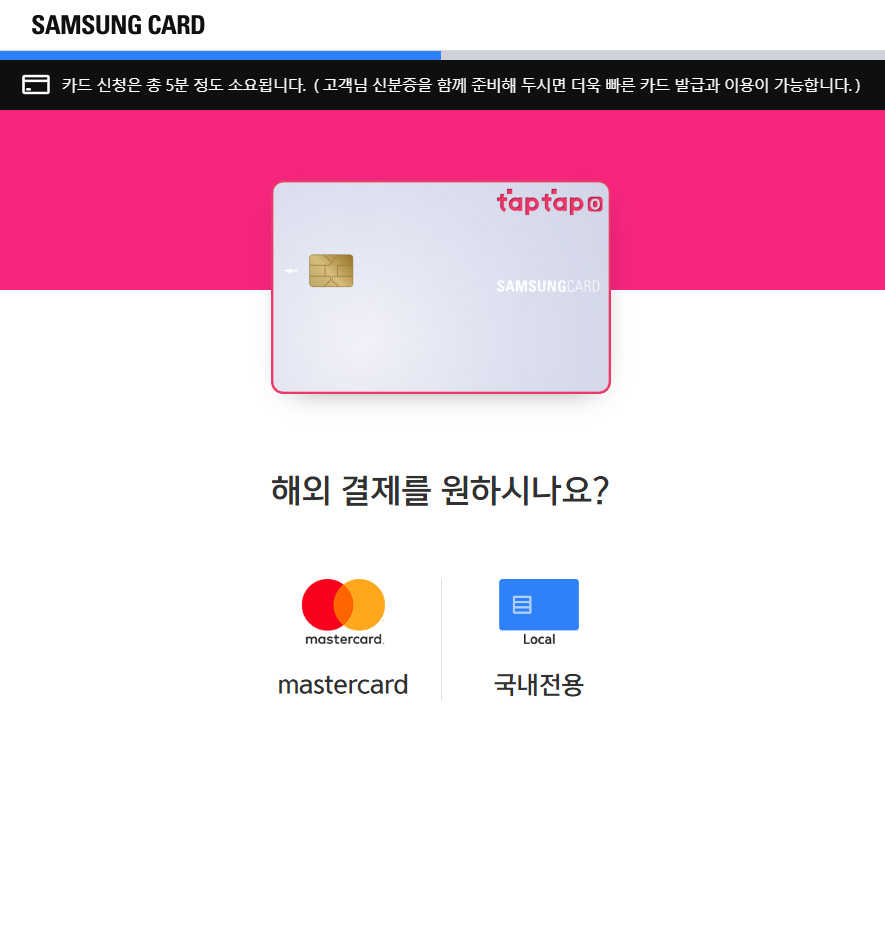 SAMSUNG CARD
카드 신청은 총 5분 정도 소요됩니다. ( 고객님 신분증을 함께 준비해 두시면 더욱 빠른 카드 발급과 이용이 가능합니다. )
taptap O
SAMSUNGCARD
해외 결제를 원하시나요?
mastercard.
Local
mastercard
국내전용